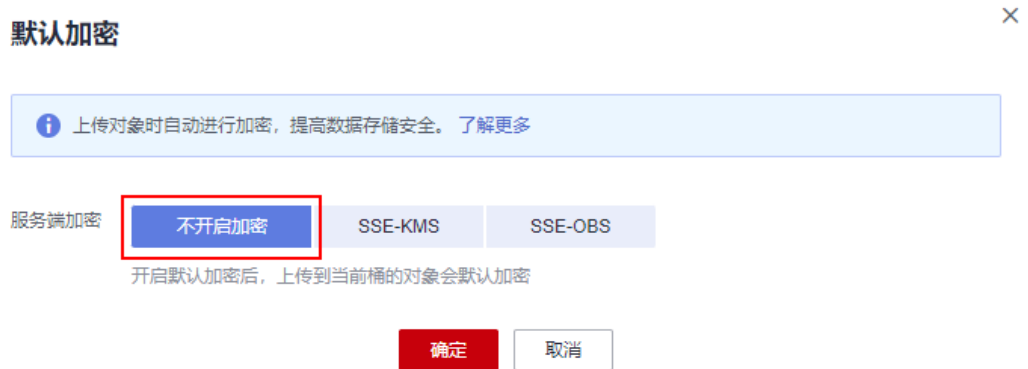 默认加密
上传对象时自动进行加密，提高数据存储安全。 了解更多
服务端加密 不开启加密 SSE-KMS SSE-OBS
开启默认加密后，上传到当前桶的对象会默认加密
确定 取消